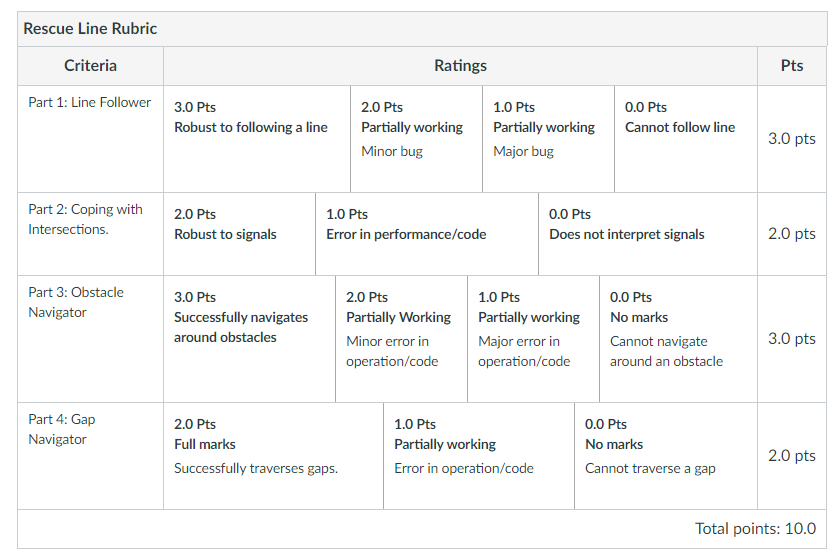 Rescue Line Rubric
Criteria
Ratings
Pts
Part 1: Line Follower
3.0 Pts
Robust to following a line
2.0 Pts
Partially working
Minor bug
1.0 Pts
Partially working
Major bug
0.0 Pts
Cannot follow line
3.0 pts
Part 2: Coping with
Intersections.
2.0 Pts
Robust to signals
1.0 Pts
Error in performance/code
0.0 Pts
Does not interpret signals
2.0 pts
Part 3: Obstacle
Navigator
3.0 Pts
Successfully navigates
around obstacles
2.0 Pts
Partially Working
Minor error in
operation/code
1.0 Pts
Partially working
Major error in
operation/code
0.0 Pts
No marks
Cannot navigate
around an obstacle
3.0 pts
Part 4: Gap
Navigator
2.0 Pts
Full marks
Successfully traverses gaps.
1.0 Pts
Partially working
Error in operation/code
0.0 Pts
No marks
Cannot traverse a gap
2.0 pts
Total points: 10.0